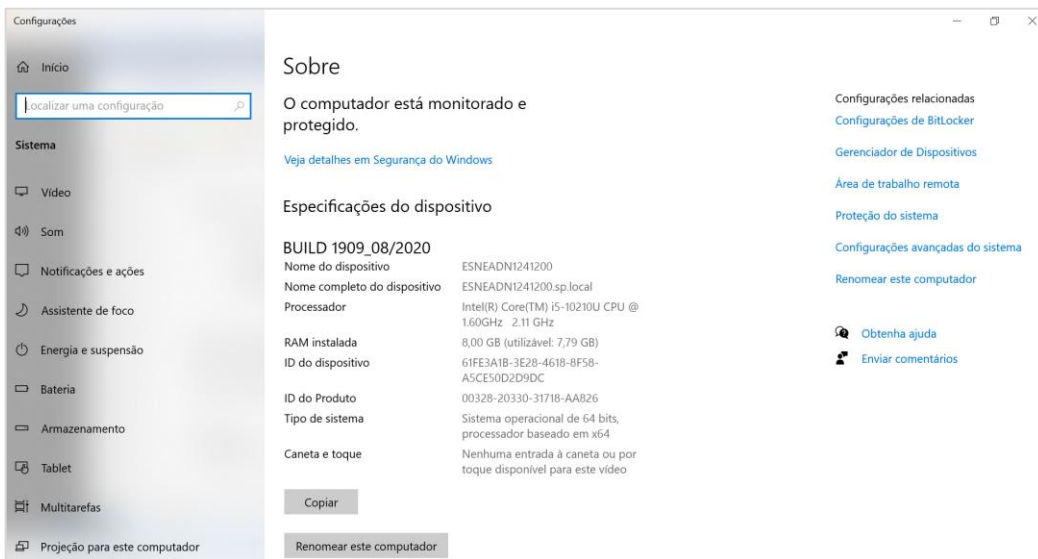 Configurações
Início
Localizar uma configuração
Sistema
Vídeo
Som
Notificações e ações
Assistente de foco
Energia e suspensão
Bateria
Armazenamento
Tablet
Multitarefas
Projeção para este computador
Sobre
O computador está monitorado e
protegido.
Veja detalhes em Segurança do Windows
Especificações do dispositivo
BUILD 1909_08/2020
Nome do dispositivo ESNEADN1241200
Nome completo do dispositivo ESNEADN1241200.sp.local
Processador Intel(R) Core(TM) i5-10210U CPU @
1.60GHz 2.11 GHz
RAM instalada 8,00 GB (utilizável: 7,79 GB)
ID do dispositivo 61FE3A1B-3E28-4618-8F58-
A5CE50D2D9DC
ID do Produto 00328-20330-31718-AA826
Tipo de sistema Sistema operacional de 64 bits,
processador baseado em x64
Caneta e toque Nenhuma entrada à caneta ou por
toque disponível para este vídeo
Copiar
Renomear este computador
Configurações relacionadas
Configurações de BitLocker
Gerenciador de Dispositivos
Área de trabalho remota
Proteção do sistema
Configurações avançadas do sistema
Renomear este computador
Obtenha ajuda
Enviar comentários